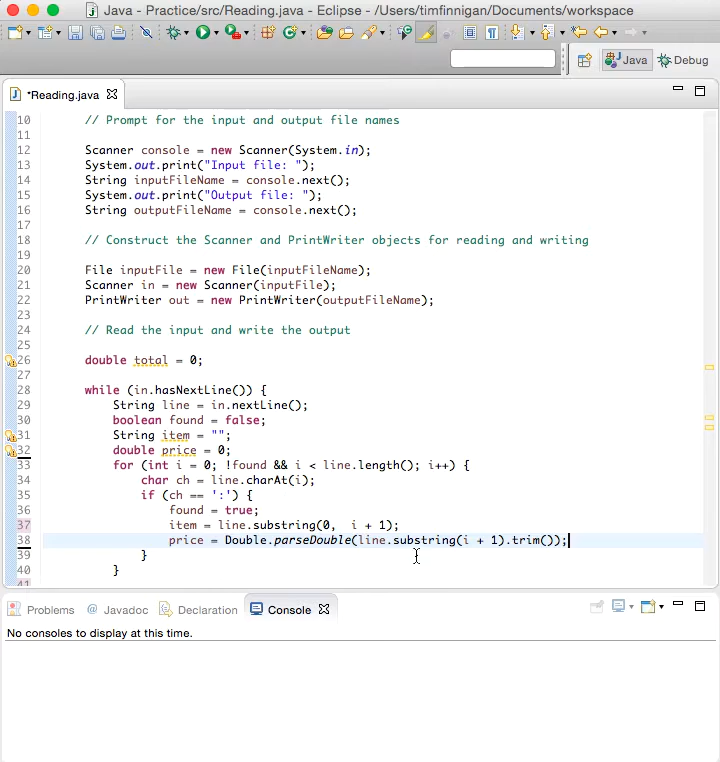 Java - Practice/src/Reading.java - Eclipse - /Users/timfinnigan/Documents/workspace
Java Debug
*Reading.java
10 // Prompt for the input and output file names
11
12 Scanner console = new Scanner(System.in);
13 System.out.print("Input file: ");
14 String inputFileName = console.next();
15 System.out.print("Output file: ");
16 String outputFileName = console.next();
17
18 // Construct the Scanner and PrintWriter objects for reading and writing
19
20 File inputFile = new File(inputFileName);
21 Scanner in = new Scanner(inputFile);
22 PrintWriter out = new PrintWriter(outputFileName);
23
24 // Read the input and write the output
25
26 double total = 0;
27
28 while (in.hasNextLine()) {
29 String line = in.nextLine();
30 boolean found = false;
31 String item = "";
32 double price = 0;
33 for (int i = 0; !found && i < line.length(); i++) {
34 char ch = line.charAt(i);
35 if (ch == ':') {
36 found = true;
37 item = line.substring(0,  i + 1);
38 price = Double.parseDouble(line.substring(i + 1).trim());
39 }
40 }
41
Problems @ Javadoc Declaration Console
No consoles to display at this time.